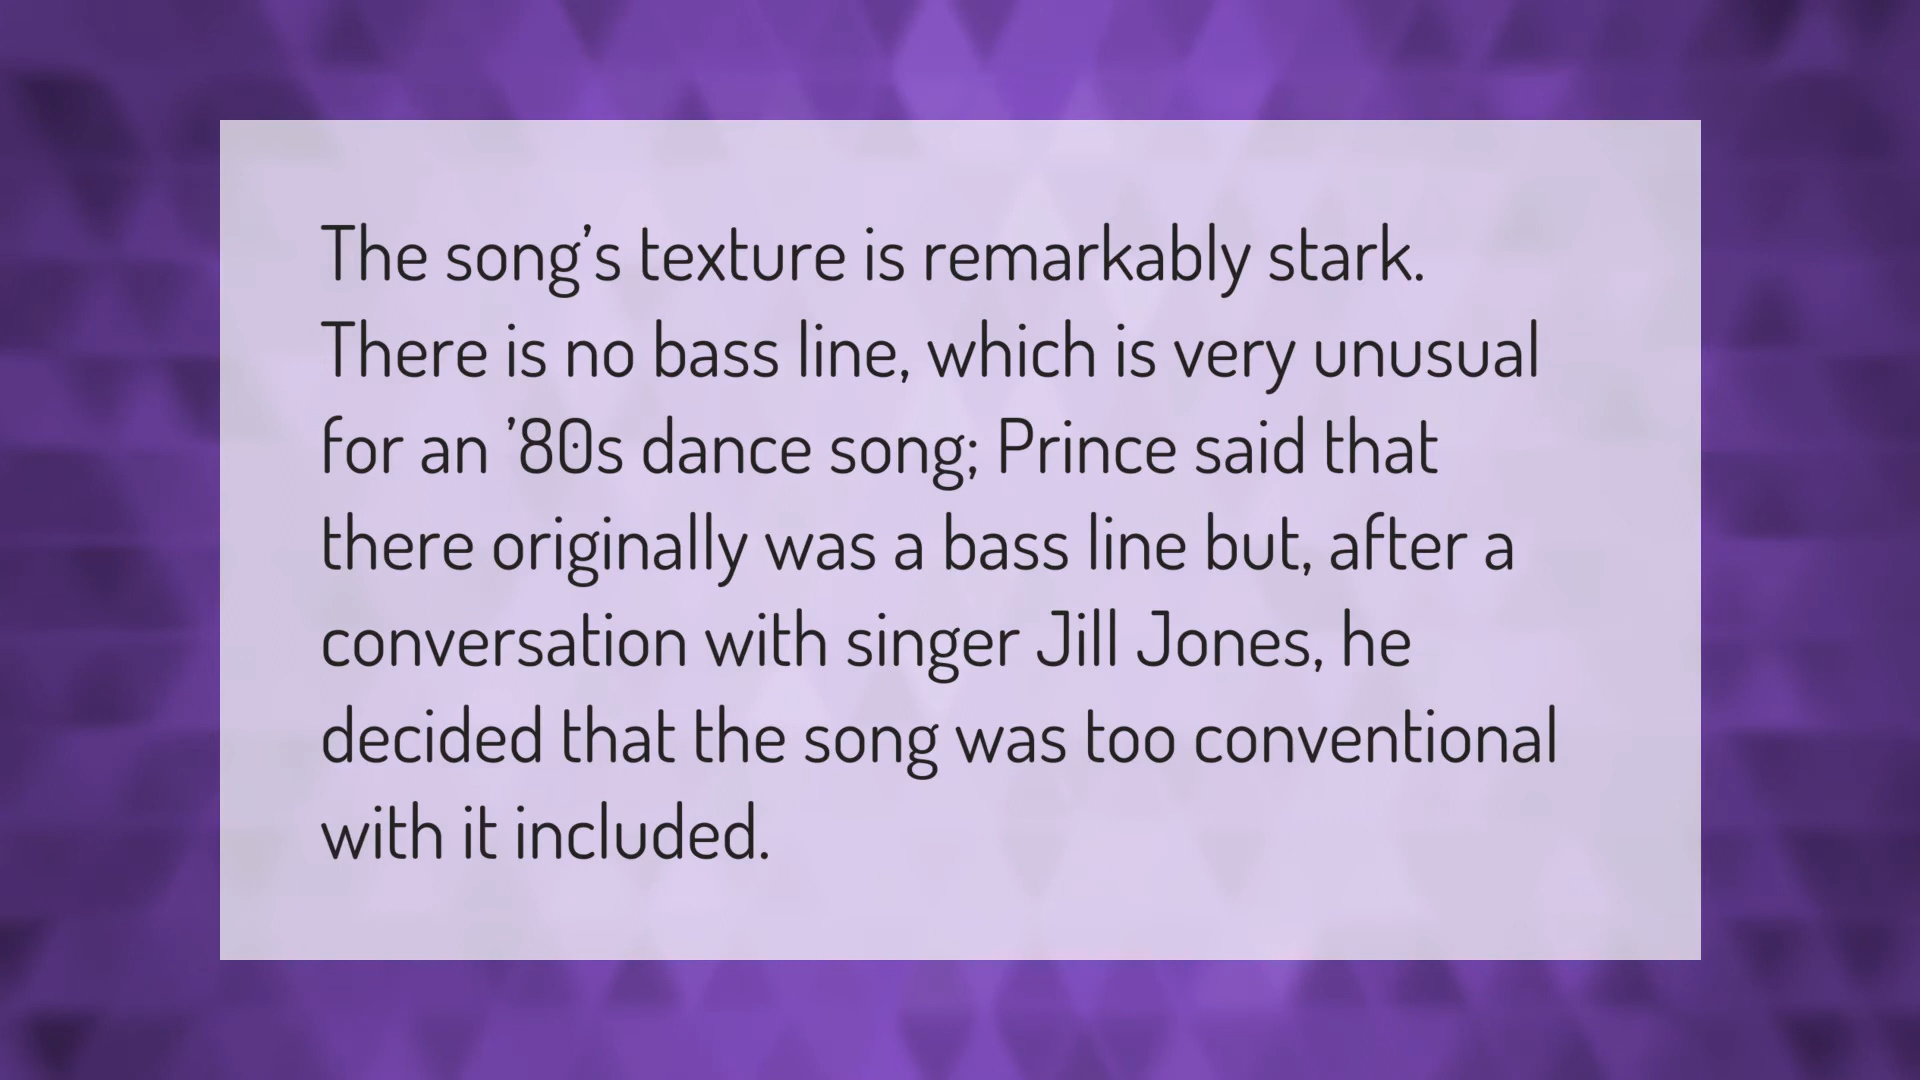 The song’s texture is remarkably stark.
There is no bass line, which is very unusual
for an ’80s dance song; Prince said that
there originally was a bass line but, after a
conversation with singer Jill Jones, he
decided that the song was too conventional
with it included.